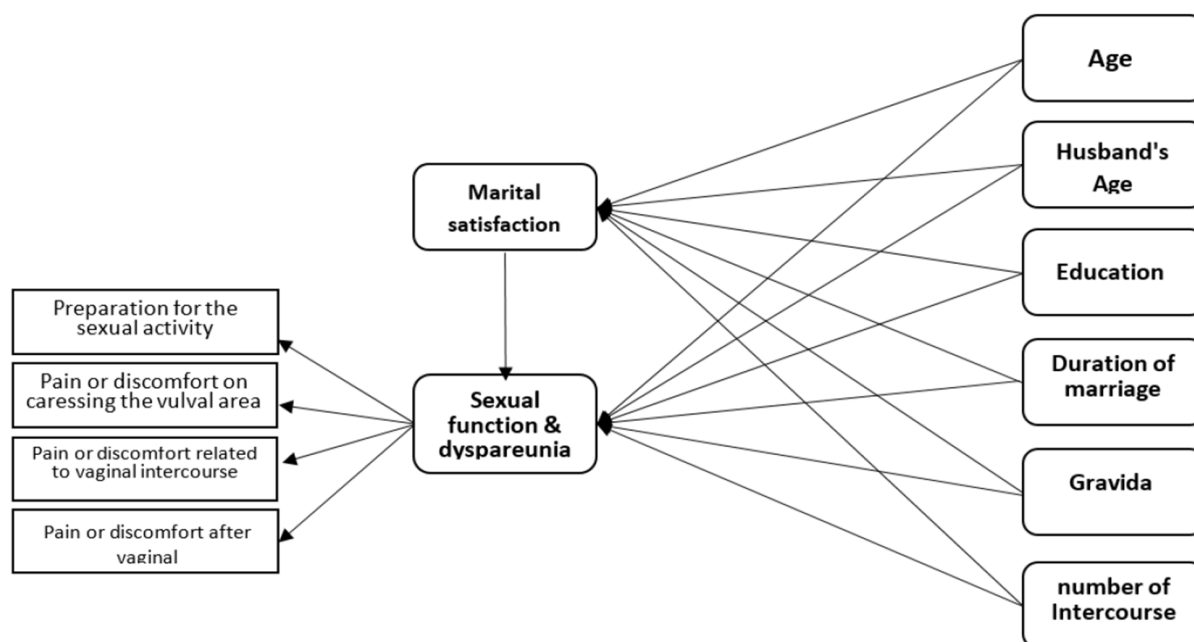 Age
Husband's
Age
Marital
satisfaction
Education
Preparation for the
sexual activity
Pain or discomfort on
caressing the vulval area
Pain or discomfort related
to vaginal intercourse
Pain or discomfort after
vaginal
Sexual
function &
dyspareunia
Duration of
marriage
Gravida
number of
Intercourse